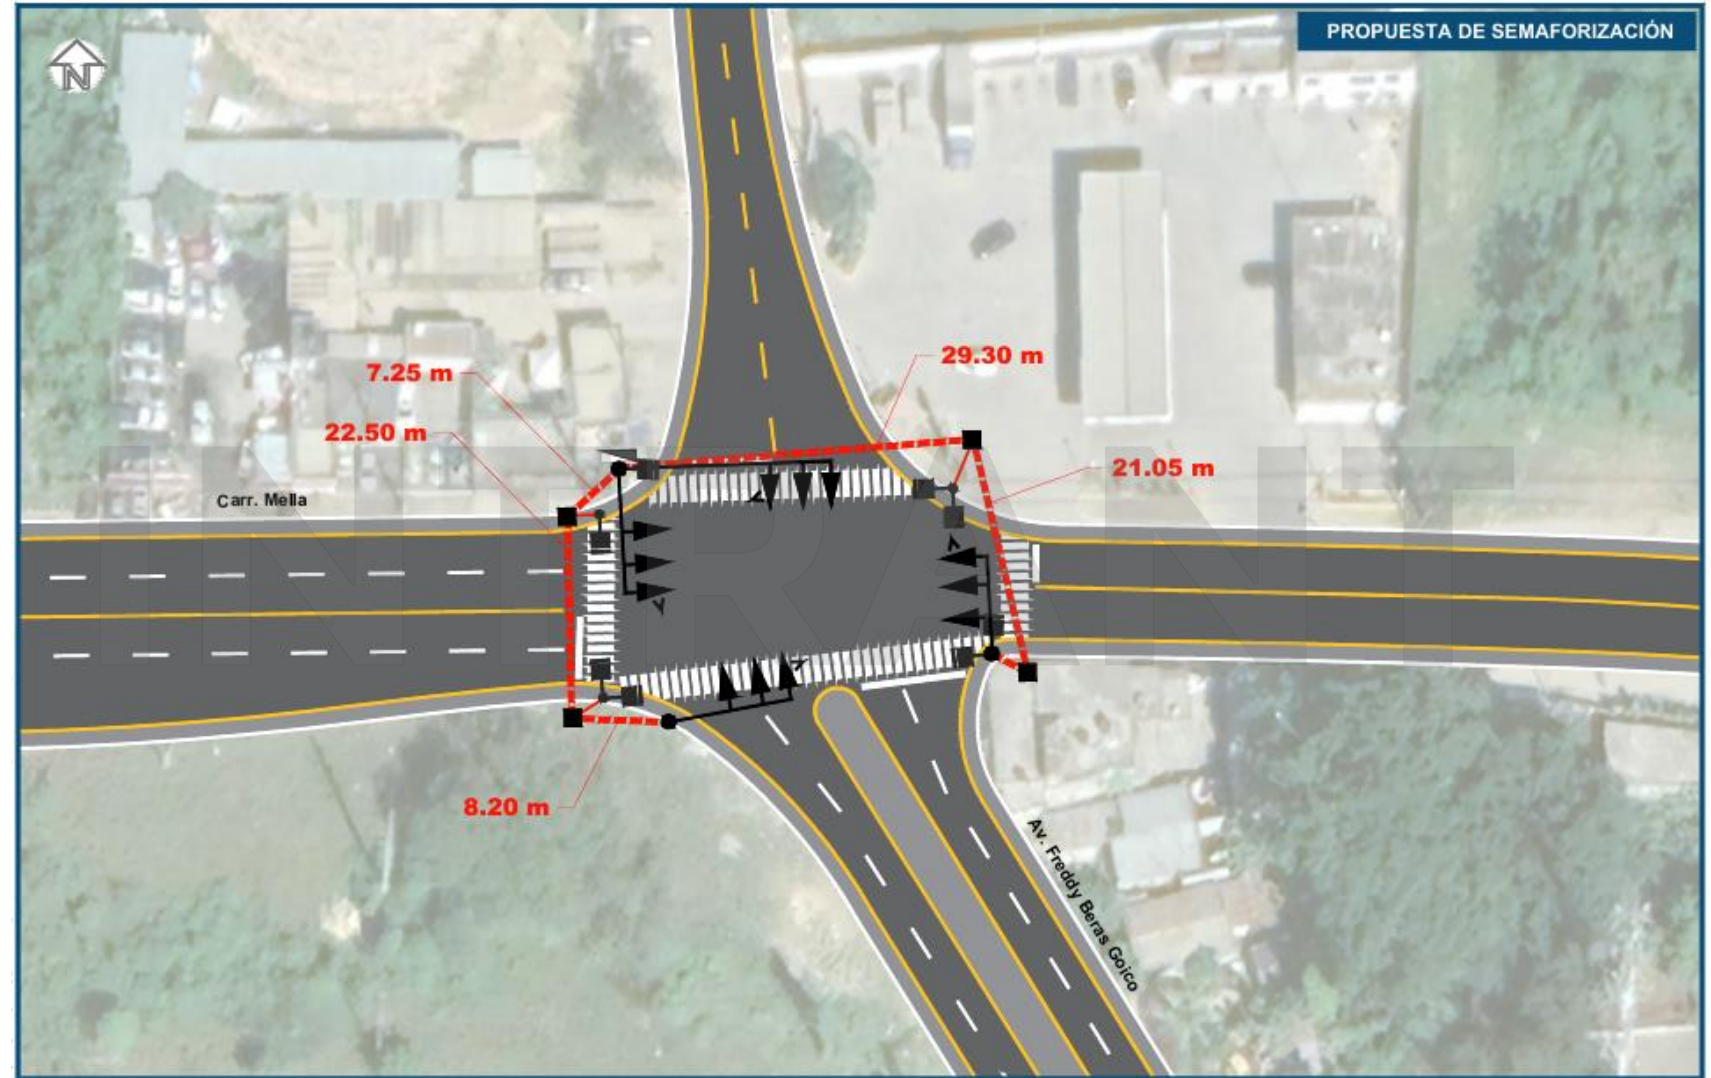 PROPUESTA DE SEMAFORIZACIÓN
N
29.30 m
7.25 m
22.50 m
21.05 m
Carr. Mella
INTRANT
8.20 m
Av. Freddy Beras Goico